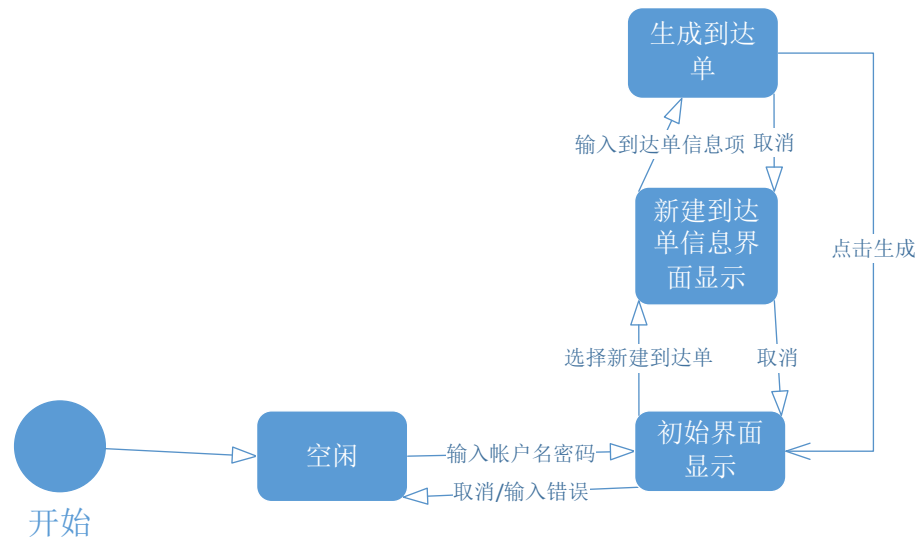 生成到达
单
输入到达单信息项
取消
新建到达
单信息界
面显示
点击生成
选择新建到达单
取消
初始界面
显示
空闲
输入帐户名密码
取消/输入错误
开始